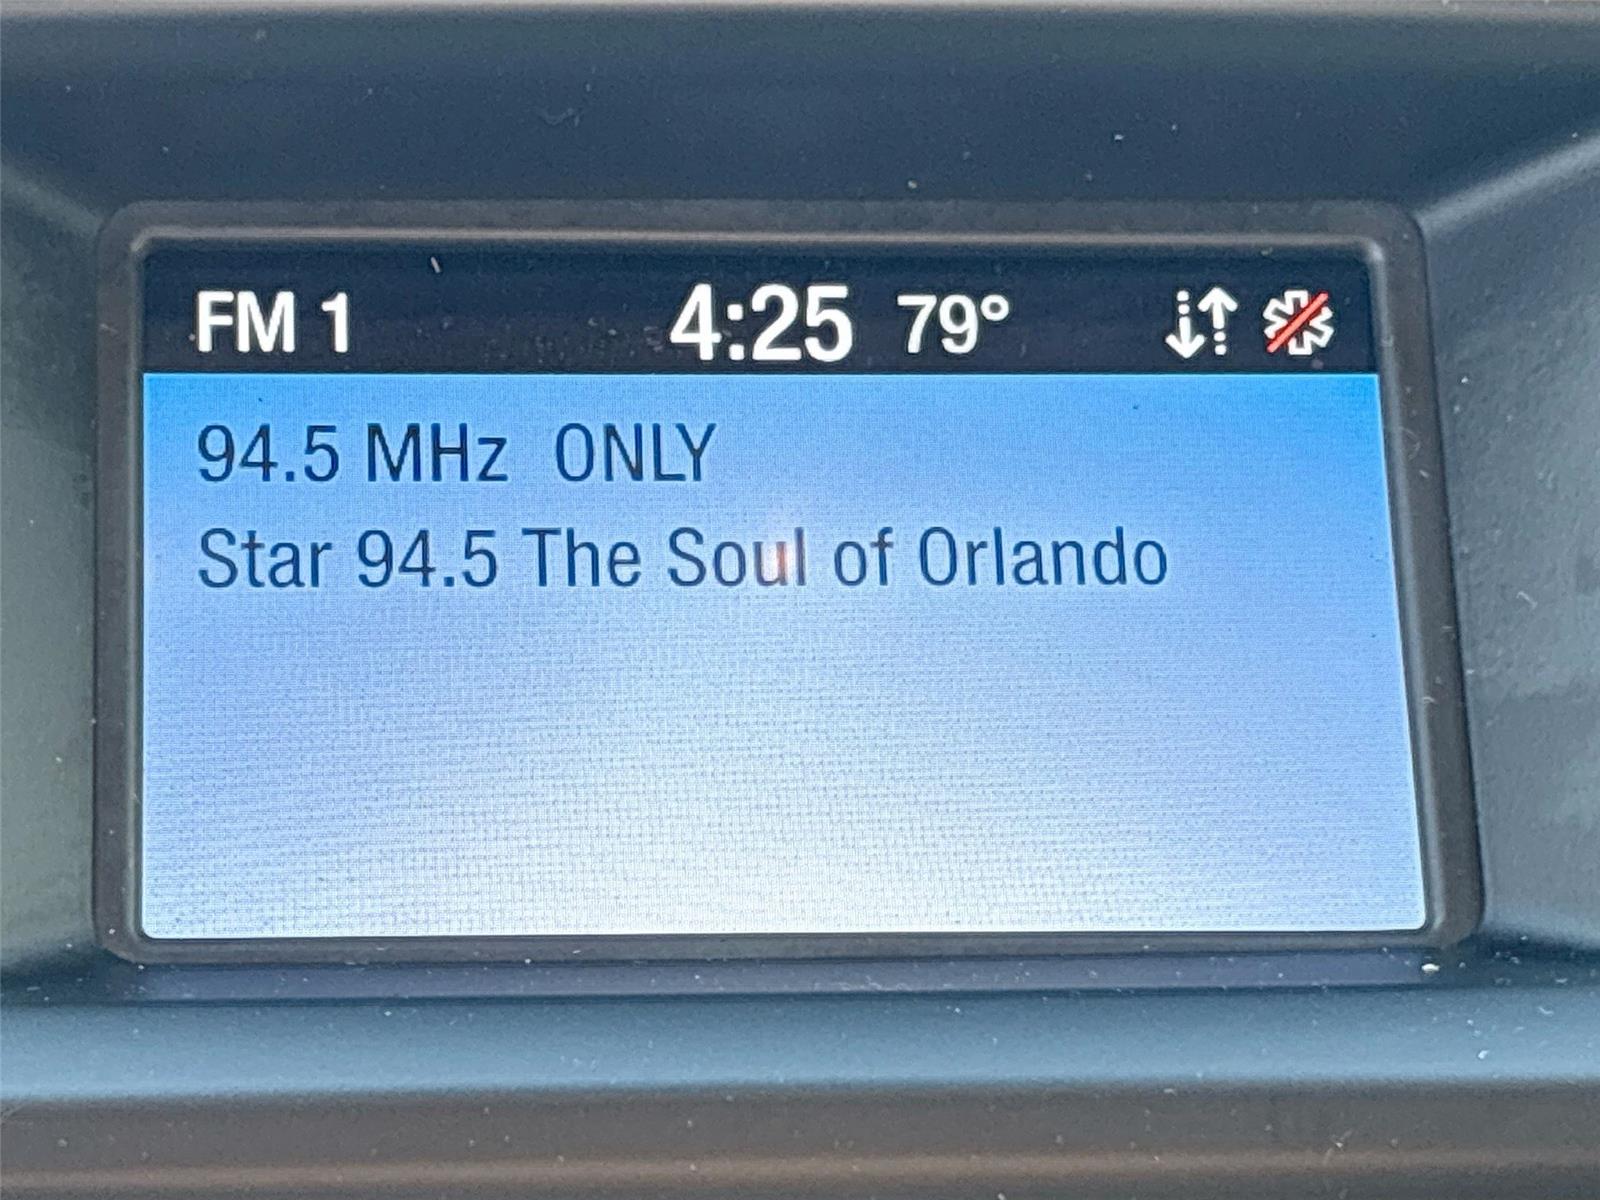 FM 1 4:25 79°
94.5 MHz ONLY
Star 94.5 The Soul of Orlando